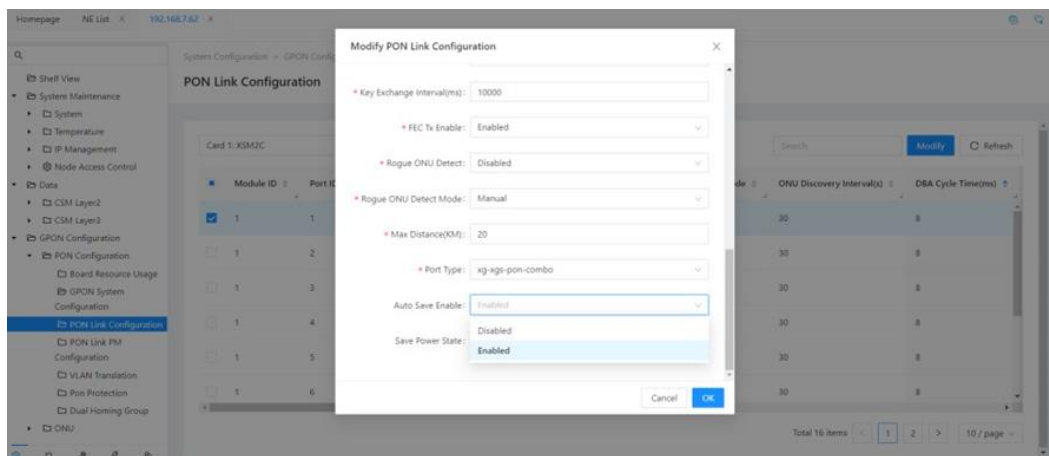 Homepage
NE List
192.168.7.62
System Configuration > GPON Config
PON Link Configuration
Shelf View
System Maintenance
System
Temperature
IP Management
Node Access Control
Data
CSM Layer2
CSM Layer3
GPON Configuration
PON Configuration
Board Resource Usage
GPON System
Configuration
PON Link Configuration
PON Link PM
Configuration
VLAN Translation
Pon Protection
Dual Homing Group
ONU
Card 1: XSM2C
Search
Modify
Refresh
Module ID
Port ID
ONU Discovery Interval(s)
DBA Cycle Time(ms)
1 1 30 8
1 2 30 8
1 3 30 8
1 4 30 8
1 5 30 8
1 6 30 8
Total 16 items < 1 2 > 10 / page
Modify PON Link Configuration
* Key Exchange Interval(ms): 10000
* FEC Tx Enable: Enabled
* Rogue ONU Detect: Disabled
* Rogue ONU Detect Mode: Manual
* Max Distance(KM): 20
* Port Type: xg-xgs-pon-combo
Auto Save Enable: Enabled
Disabled
Enabled
Save Power State:
Cancel
OK